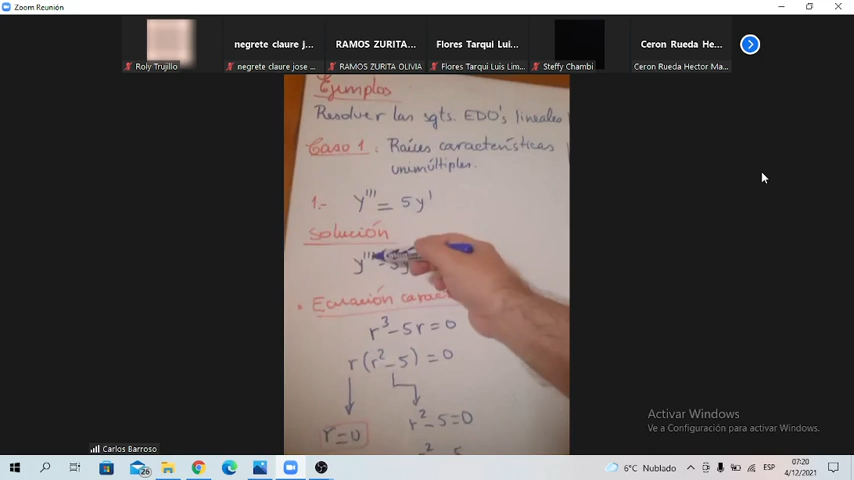 Zoom Reunión
negrete claure j...
RAMOS ZURITA...
Flores Tarqui Lui...
Ceron Rueda He...
Roly Trujillo
negrete claure jose ...
RAMOS ZURITA OLIVIA
Flores Tarqui Luis Lim...
Steffy Chambi
Ceron Rueda Hector Ma...
Ejemplos
Resolver las sgts. EDO's lineales
Caso 1: Raíces características
unimúltiples.
1.- y''' = 5y'
Solución
y''' - 5y
• Ecuación carac
r³ - 5r = 0
r(r² - 5) = 0
r² - 5 = 0
r = 0
Activar Windows
Ve a Configuración para activar Windows.
Carlos Barroso
26
6°C Nublado
ESP
07:20
4/12/2021